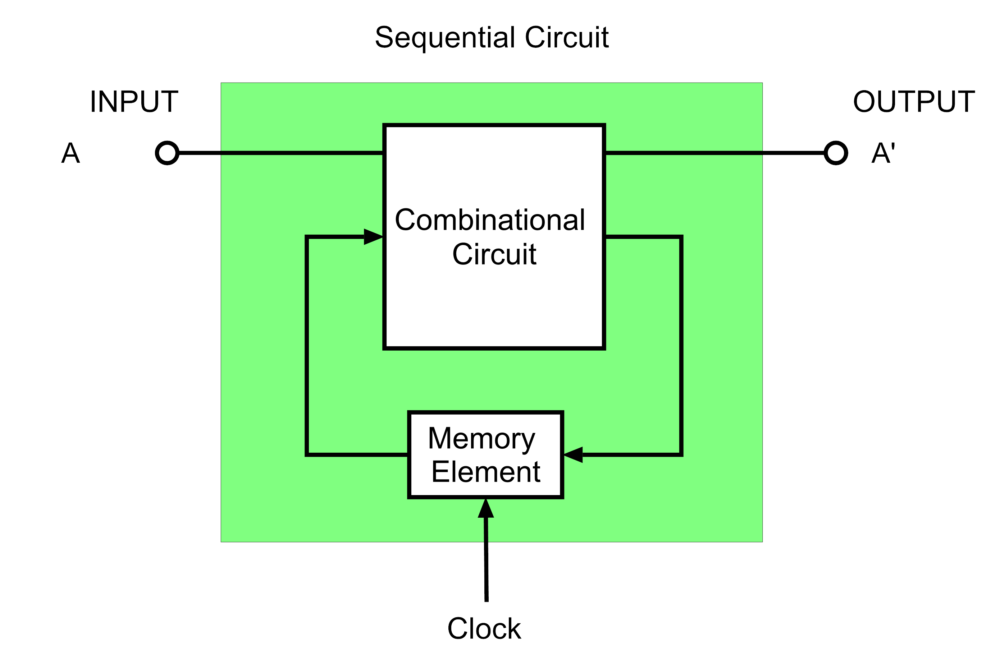 Sequential Circuit
INPUT
OUTPUT
A
A'
Combinational
Circuit
Memory
Element
Clock